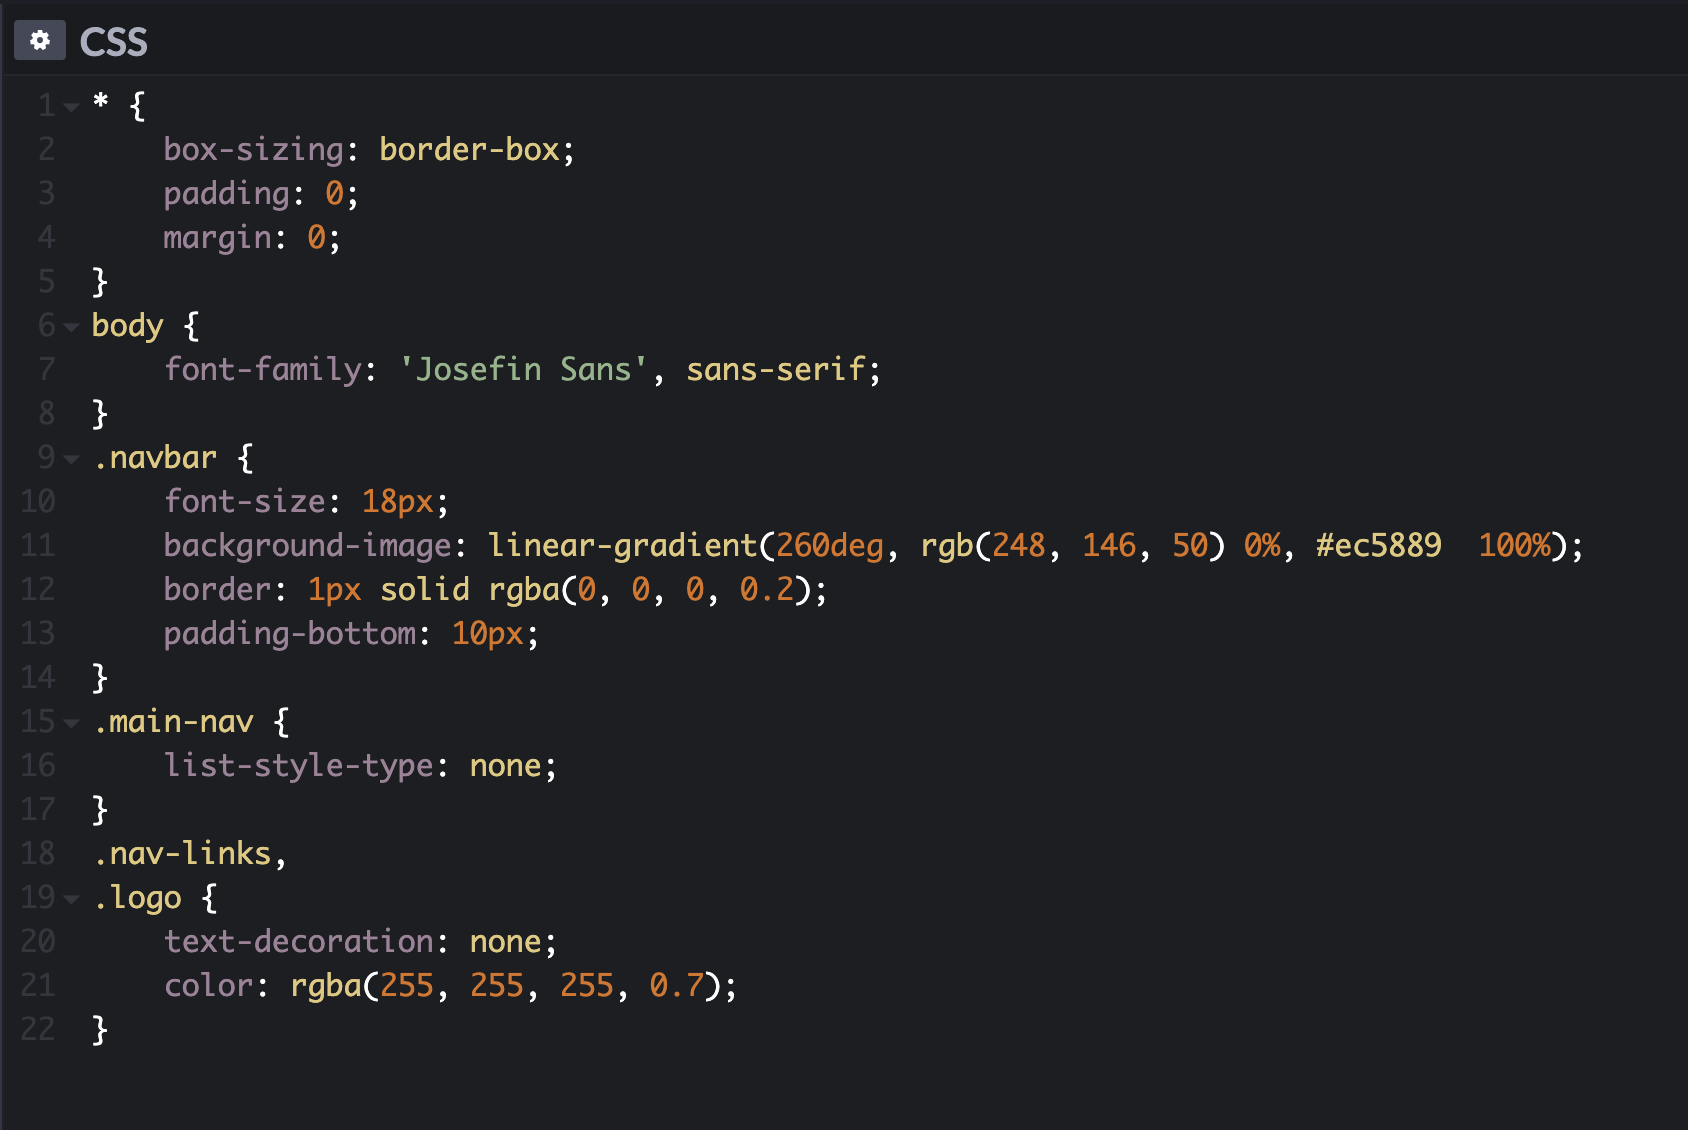 CSS
1 * {
2     box-sizing: border-box;
3     padding: 0;
4     margin: 0;
5 }
6 body {
7     font-family: 'Josefin Sans', sans-serif;
8 }
9 .navbar {
10     font-size: 18px;
11     background-image: linear-gradient(260deg, rgb(248, 146, 50) 0%, #ec5889  100%);
12     border: 1px solid rgba(0, 0, 0, 0.2);
13     padding-bottom: 10px;
14 }
15 .main-nav {
16     list-style-type: none;
17 }
18 .nav-links,
19 .logo {
20     text-decoration: none;
21     color: rgba(255, 255, 255, 0.7);
22 }